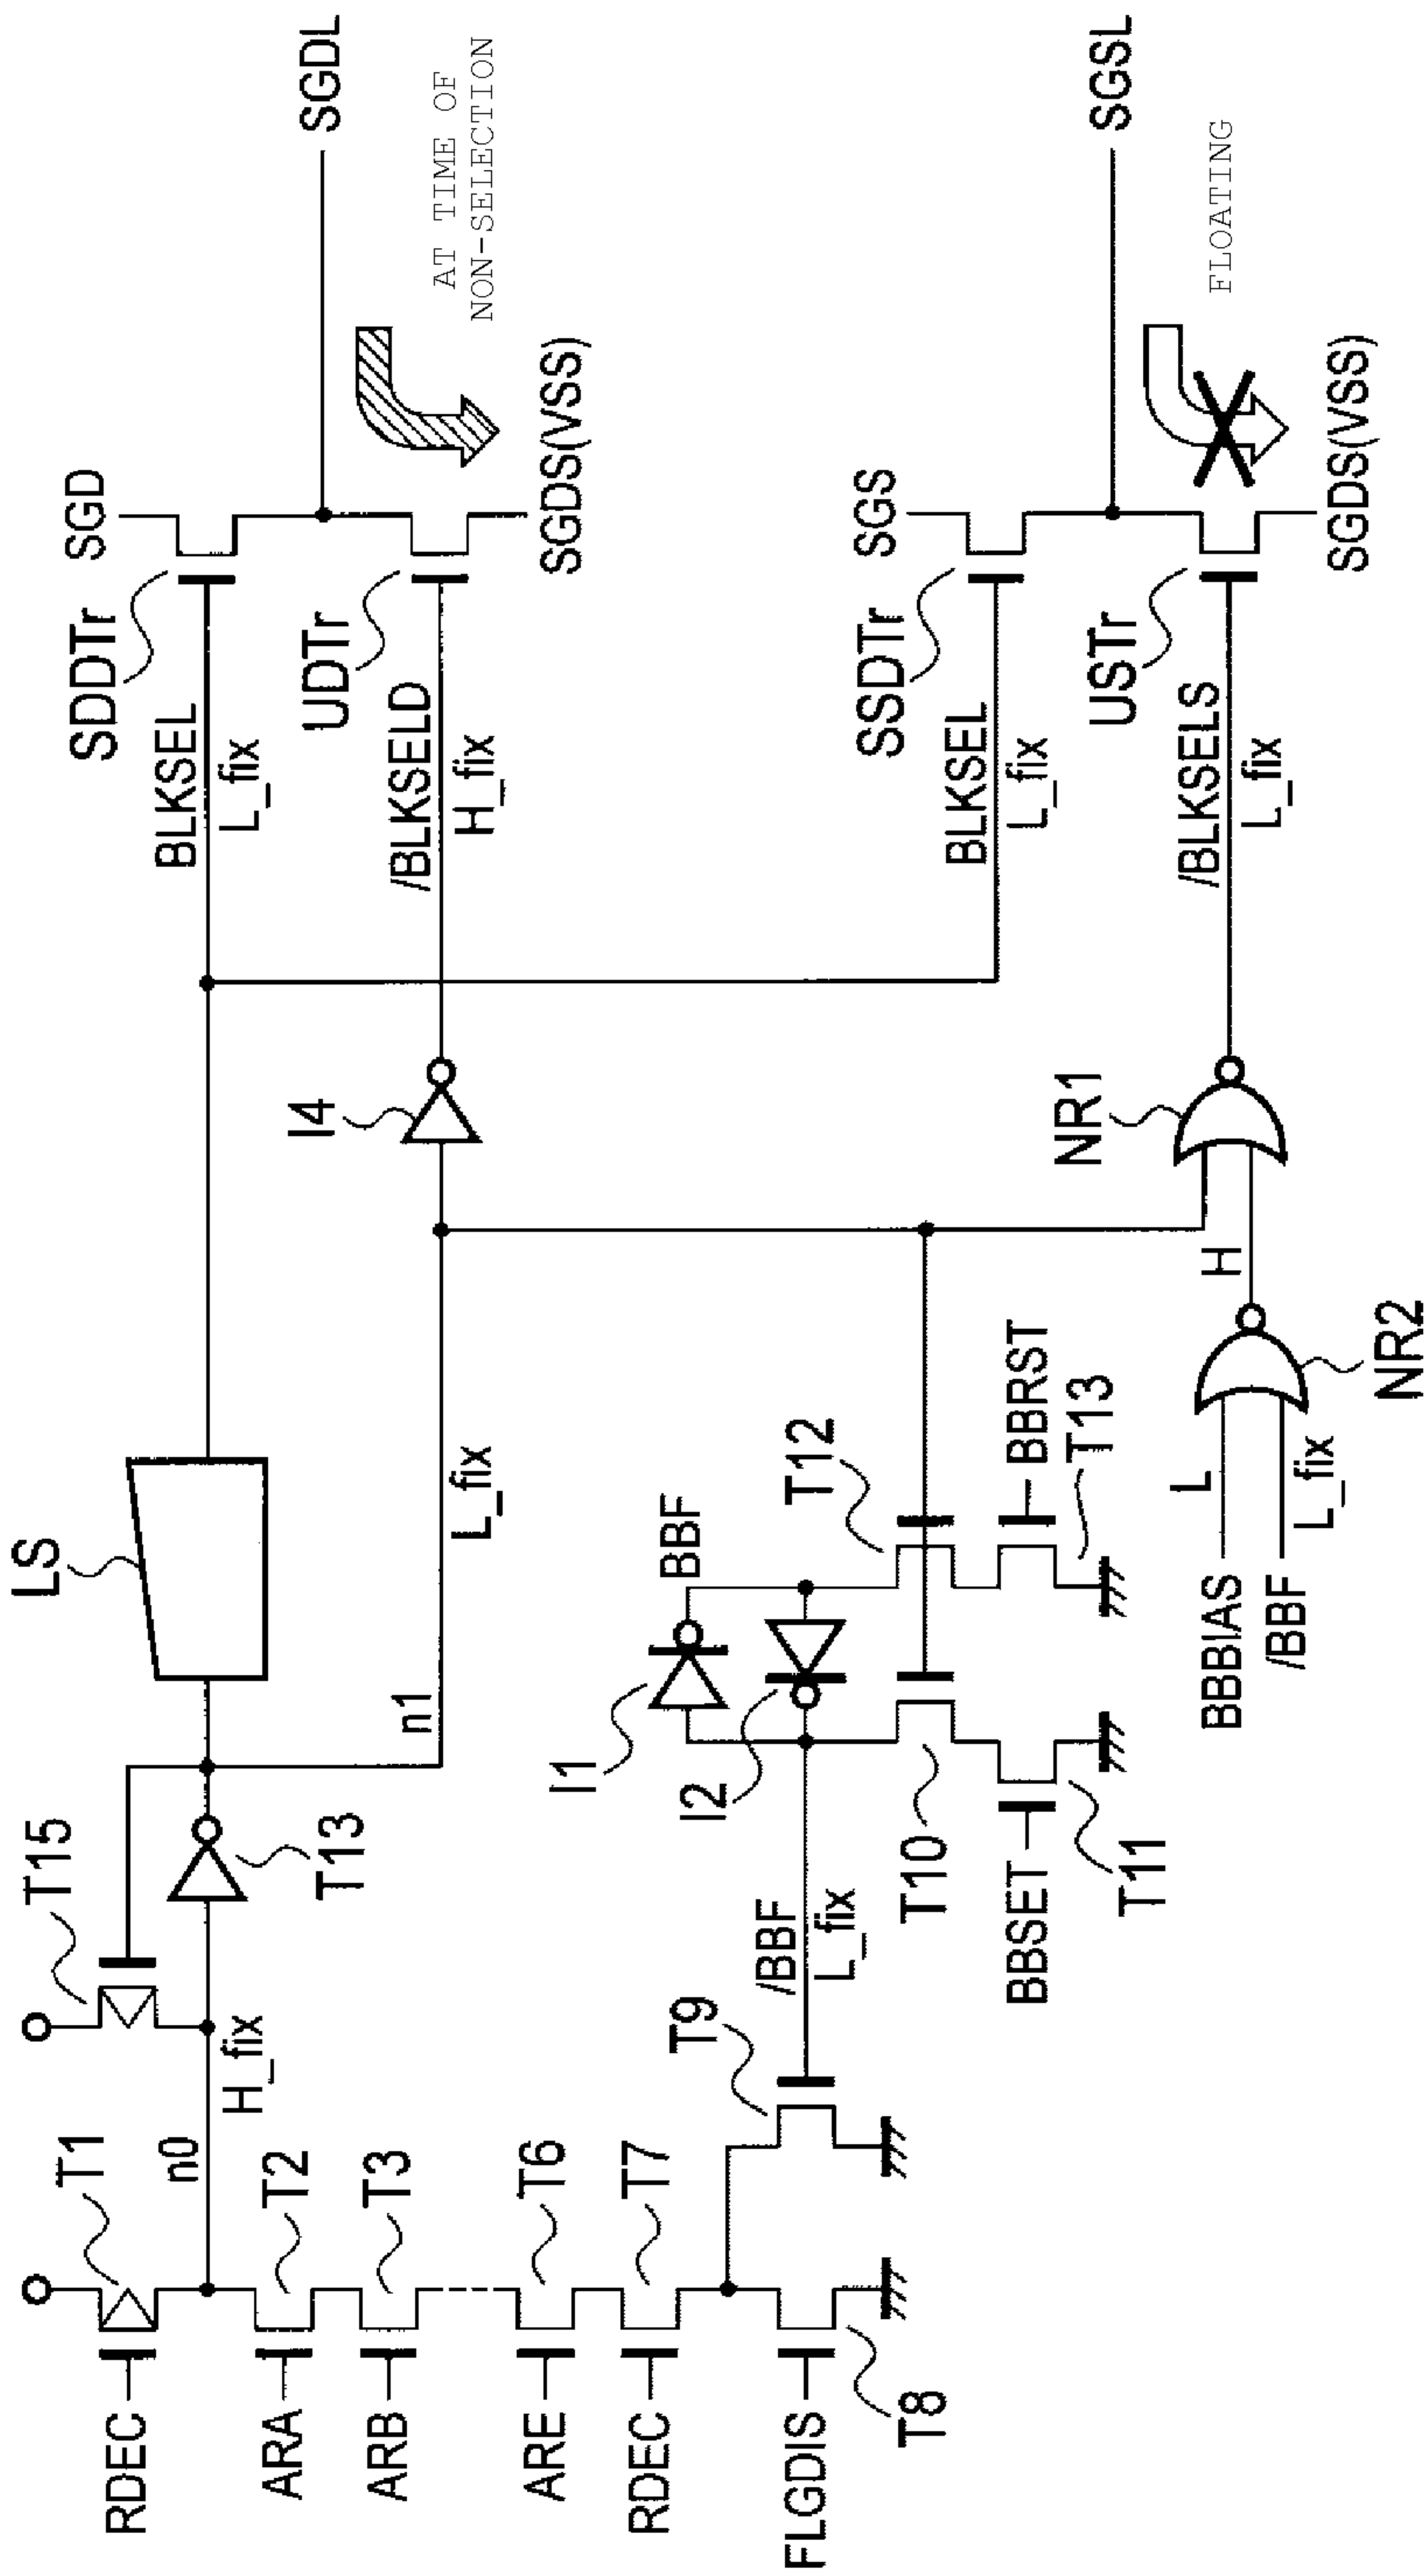 RDEC
T1
n0
H_fix
T15
T13
LS
BLKSEL
L_fix
SDDTr
SGD
SGDL
ARA
T2
ARB
T3
n1
L_fix
I4
/BLKSELD
H_fix
UDTr
SGDS(VSS)
AT TIME OF
NON-SELECTION
ARE
T6
RDEC
T7
FLGDIS
T8
T9
/BBF
L_fix
I1
I2
BBF
T10
BBSET
T11
T12
BBRST
T13
BLKSEL
L_fix
SSDTr
SGS
SGSL
BBBIAS
L
/BBF
L_fix
NR2
H
NR1
/BLKSELS
L_fix
USTr
SGDS(VSS)
FLOATING